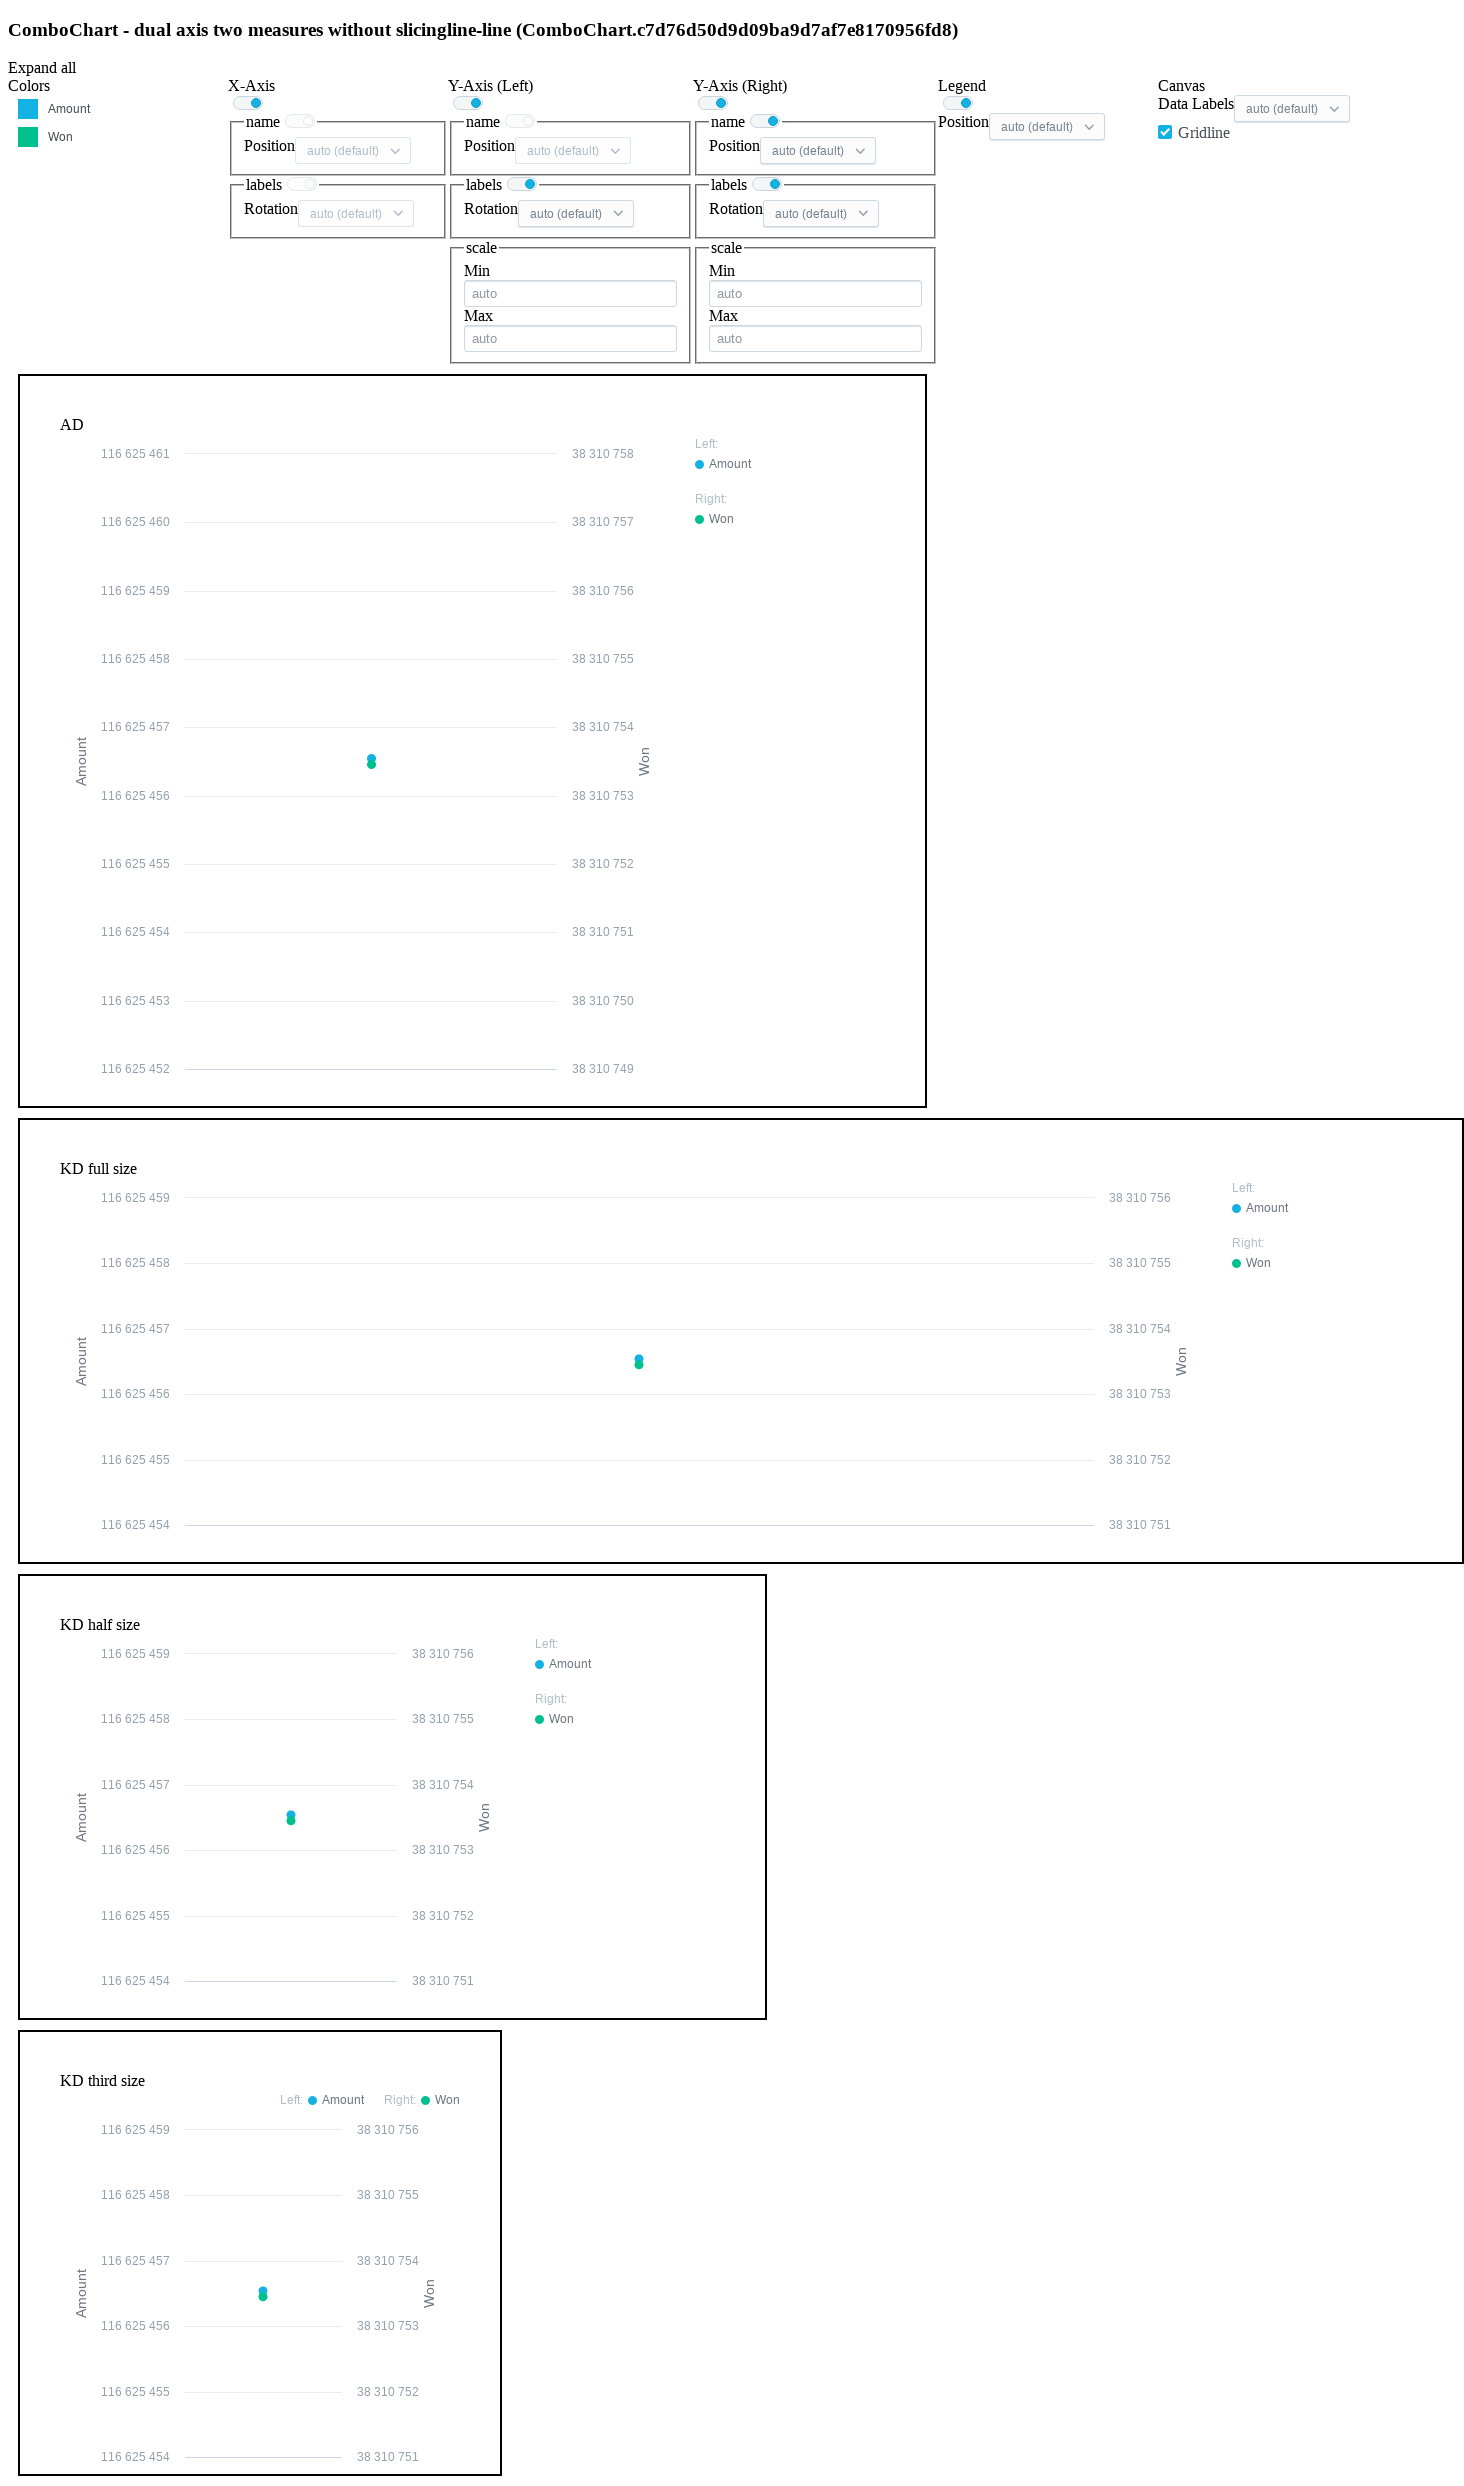 ComboChart - dual axis two measures without slicingline-line (ComboChart.c7d76d50d9d09ba9d7af7e8170956fd8)
Expand all
Colors
Amount
Won
X-Axis
name
Position auto (default)
labels
Rotation auto (default)
Y-Axis (Left)
name
Position auto (default)
labels
Rotation auto (default)
scale
Min
auto
Max
auto
Y-Axis (Right)
name
Position auto (default)
labels
Rotation auto (default)
scale
Min
auto
Max
auto
Legend
Position auto (default)
Canvas
Data Labels auto (default)
Gridline
AD
116 625 461 38 310 758
116 625 460 38 310 757
116 625 459 38 310 756
116 625 458 38 310 755
116 625 457 38 310 754
116 625 456 38 310 753
116 625 455 38 310 752
116 625 454 38 310 751
116 625 453 38 310 750
116 625 452 38 310 749
Amount
Won
Left:
Amount
Right:
Won
KD full size
116 625 459 38 310 756
116 625 458 38 310 755
116 625 457 38 310 754
116 625 456 38 310 753
116 625 455 38 310 752
116 625 454 38 310 751
Amount
Won
Left:
Amount
Right:
Won
KD half size
116 625 459 38 310 756
116 625 458 38 310 755
116 625 457 38 310 754
116 625 456 38 310 753
116 625 455 38 310 752
116 625 454 38 310 751
Amount
Won
Left:
Amount
Right:
Won
KD third size
Left: Amount Right: Won
116 625 459 38 310 756
116 625 458 38 310 755
116 625 457 38 310 754
116 625 456 38 310 753
116 625 455 38 310 752
116 625 454 38 310 751
Amount
Won